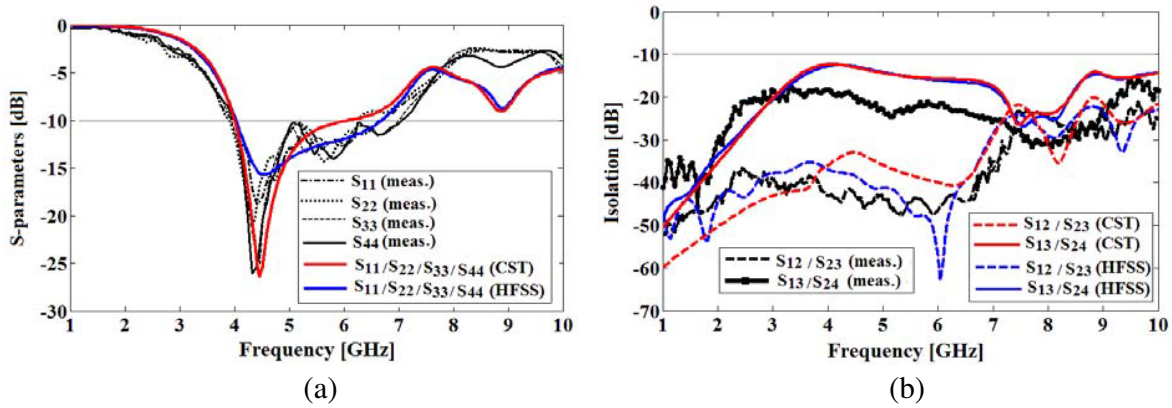 S-parameters [dB]
0
-5
-10
-15
-20
-25
-30
S11 (meas.)
S22 (meas.)
S33 (meas.)
S44 (meas.)
S11/S22/S33/S44 (CST)
S11/S22/S33/S44 (HFSS)
1 2 3 4 5 6 7 8 9 10
Frequency [GHz]
(a)
Isolation [dB]
0
-10
-20
-30
-40
-50
-60
-70
S12/S23 (meas.)
S13/S24 (meas.)
S12/S23 (CST)
S13/S24 (CST)
S12/S23 (HFSS)
S13/S24 (HFSS)
1 2 3 4 5 6 7 8 9 10
Frequency [GHz]
(b)